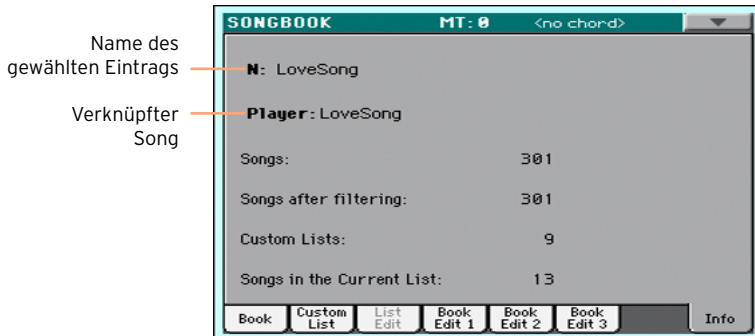 SONGBOOK MT: 0 <no chord>
Name des
gewählten Eintrags
N: LoveSong
Verknüpfter
Song
Player: LoveSong
Songs: 301
Songs after filtering: 301
Custom Lists: 9
Songs in the Current List: 13
Book Custom List List Edit Book Edit 1 Book Edit 2 Book Edit 3 Info